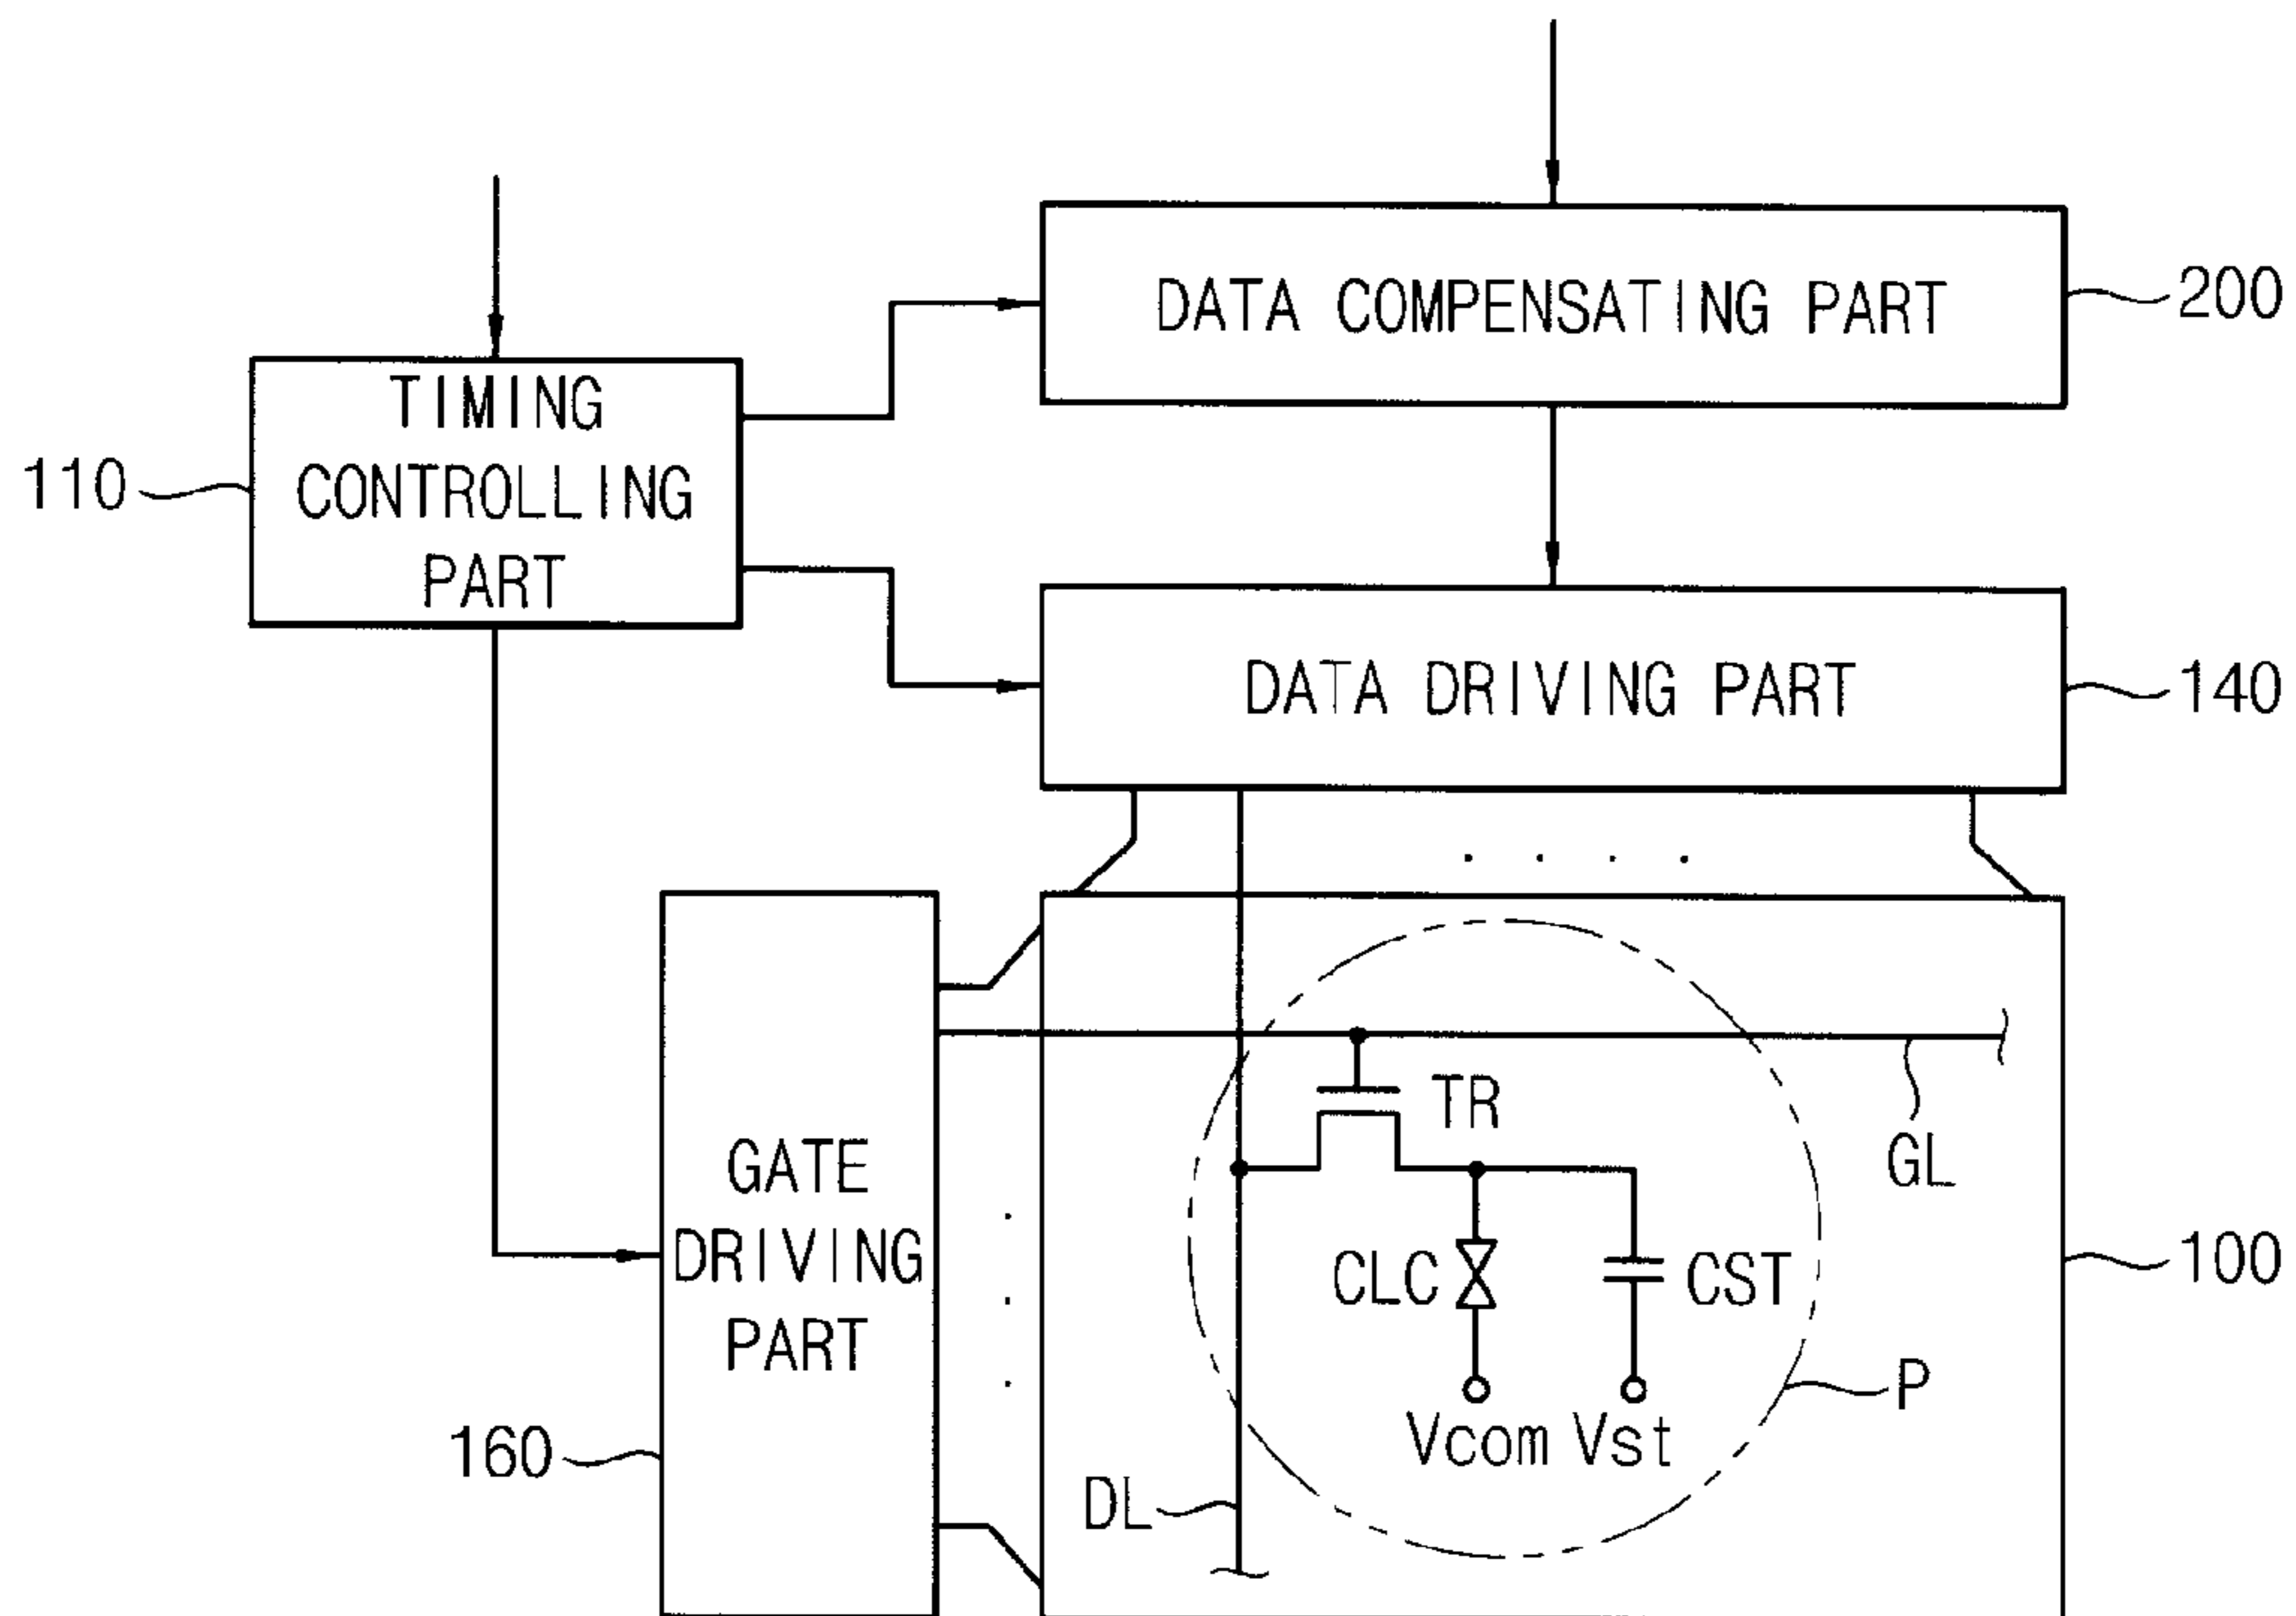 DATA COMPENSATING PART
200
TIMING
CONTROLLING
PART
110
DATA DRIVING PART
140
GATE
DRIVING
PART
160
TR
GL
CLC
CST
100
Vcom
Vst
P
DL